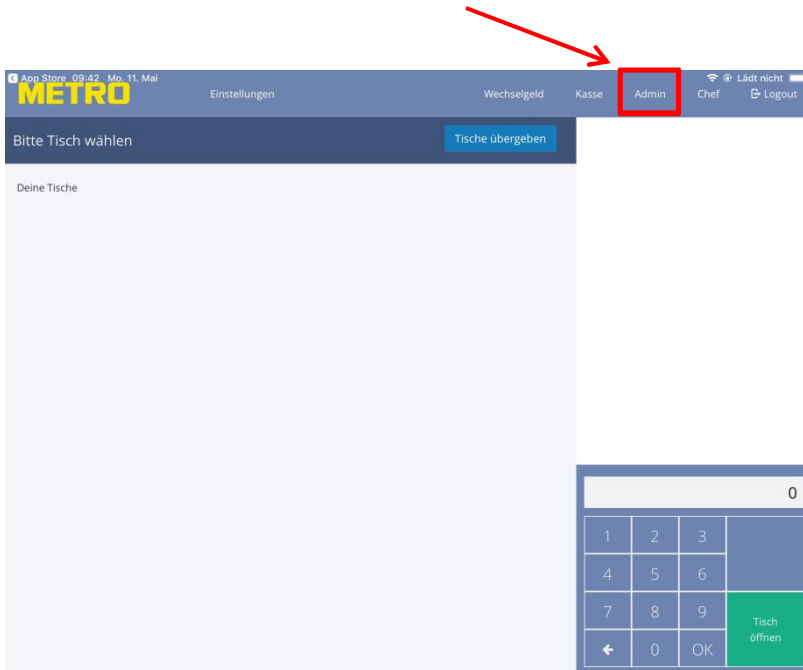 App Store 09:42 Mo. 11. Mai Lädt nicht
METRO Einstellungen Wechselgeld Kasse Admin Chef Logout
Bitte Tisch wählen Tische übergeben
Deine Tische
0
1 2 3
4 5 6
7 8 9
Tisch
öffnen
0 OK